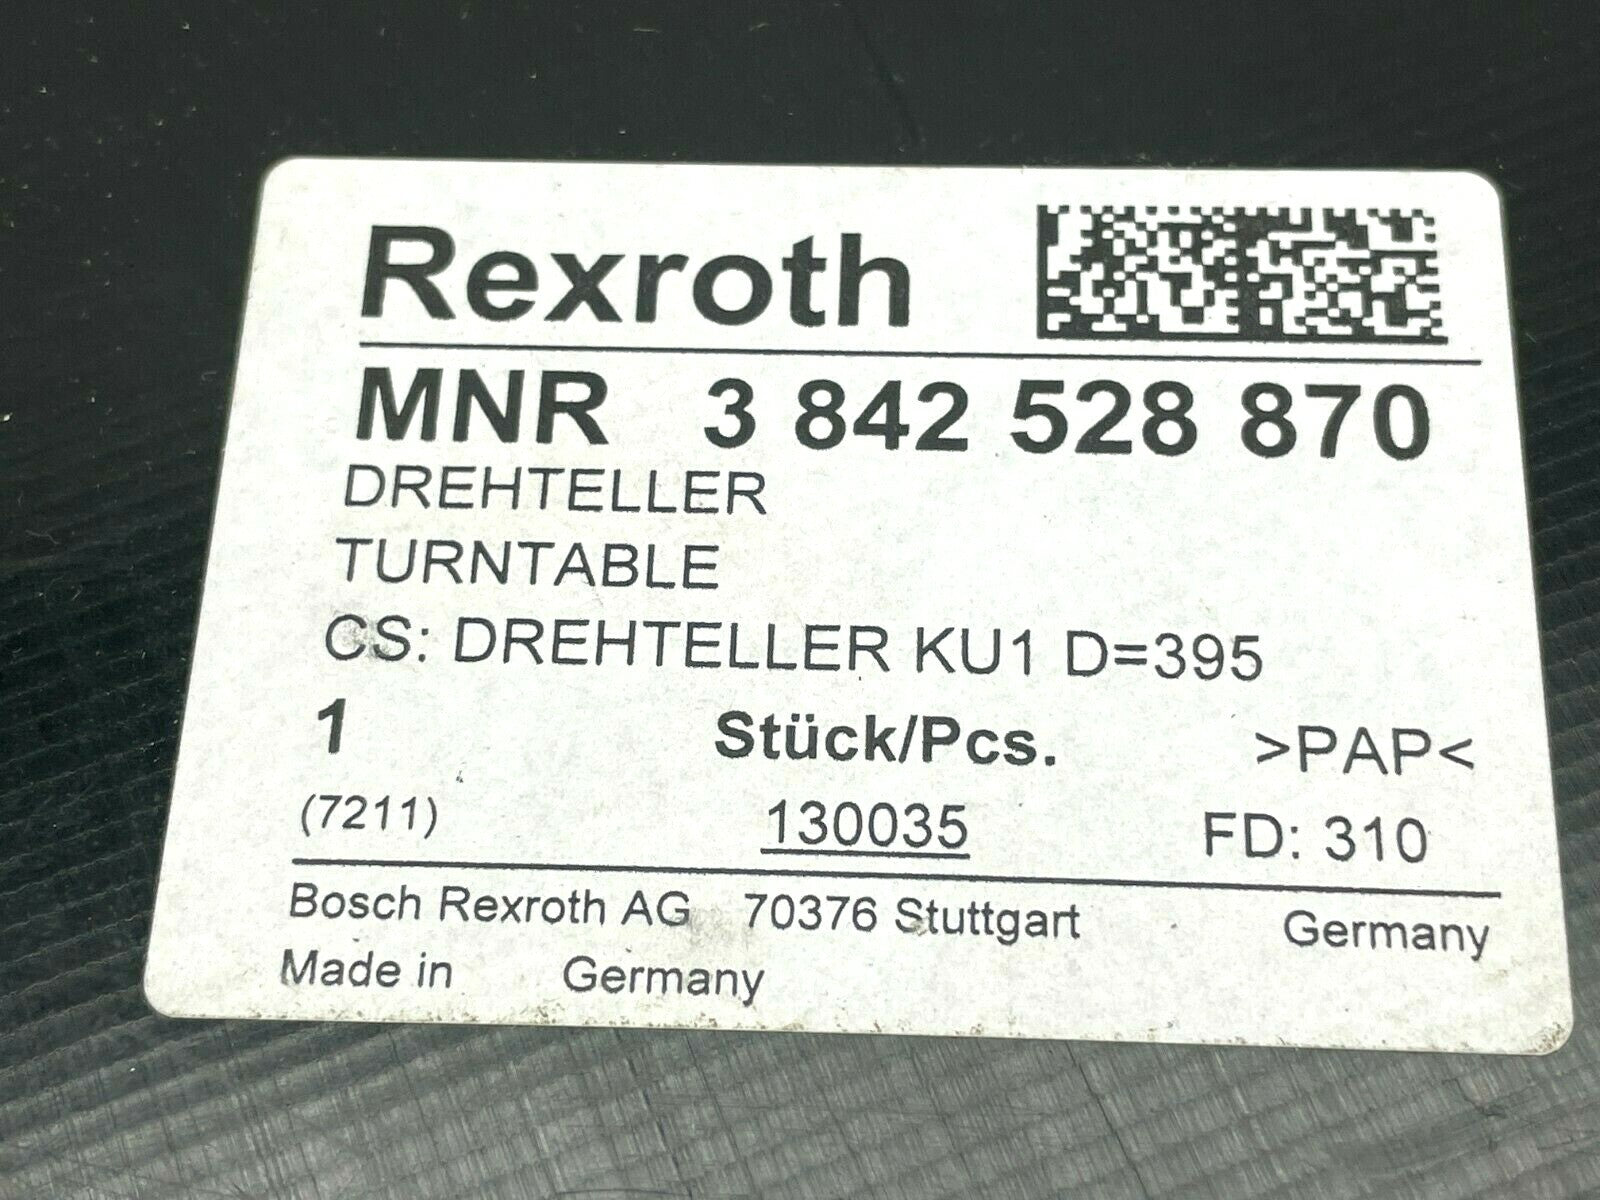 Rexroth
MNR 3 842 528 870
DREHTELLER
TURNTABLE
CS: DREHTELLER KU1 D=395
1 Stück/Pcs. >PAP<
(7211) 130035 FD: 310
Bosch Rexroth AG 70376 Stuttgart Germany
Made in Germany